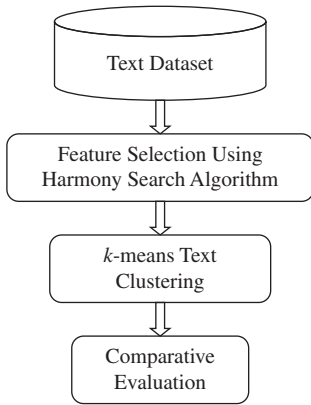 Text Dataset
Feature Selection Using
Harmony Search Algorithm
k-means Text
Clustering
Comparative
Evaluation